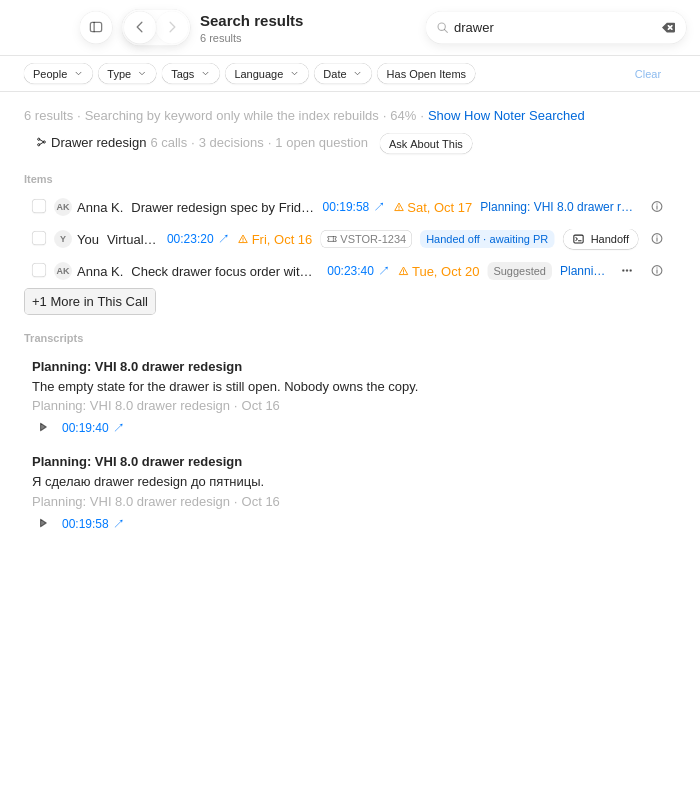 Search results
6 results
drawer
People
Type
Tags
Language
Date
Has Open Items
Clear
6 results · Searching by keyword only while the index rebuilds · 64% · Show How Noter Searched
Drawer redesign 6 calls · 3 decisions · 1 open question Ask About This
Items
AK Anna K. Drawer redesign spec by Frid… 00:19:58 ↗ Sat, Oct 17 Planning: VHI 8.0 drawer r…
Y You Virtual… 00:23:20 ↗ Fri, Oct 16 VSTOR-1234 Handed off · awaiting PR Handoff
AK Anna K. Check drawer focus order wit… 00:23:40 ↗ Tue, Oct 20 Suggested Planni… ···
+1 More in This Call
Transcripts
Planning: VHI 8.0 drawer redesign
The empty state for the drawer is still open. Nobody owns the copy.
Planning: VHI 8.0 drawer redesign · Oct 16
00:19:40 ↗
Planning: VHI 8.0 drawer redesign
Я сделаю drawer redesign до пятницы.
Planning: VHI 8.0 drawer redesign · Oct 16
00:19:58 ↗